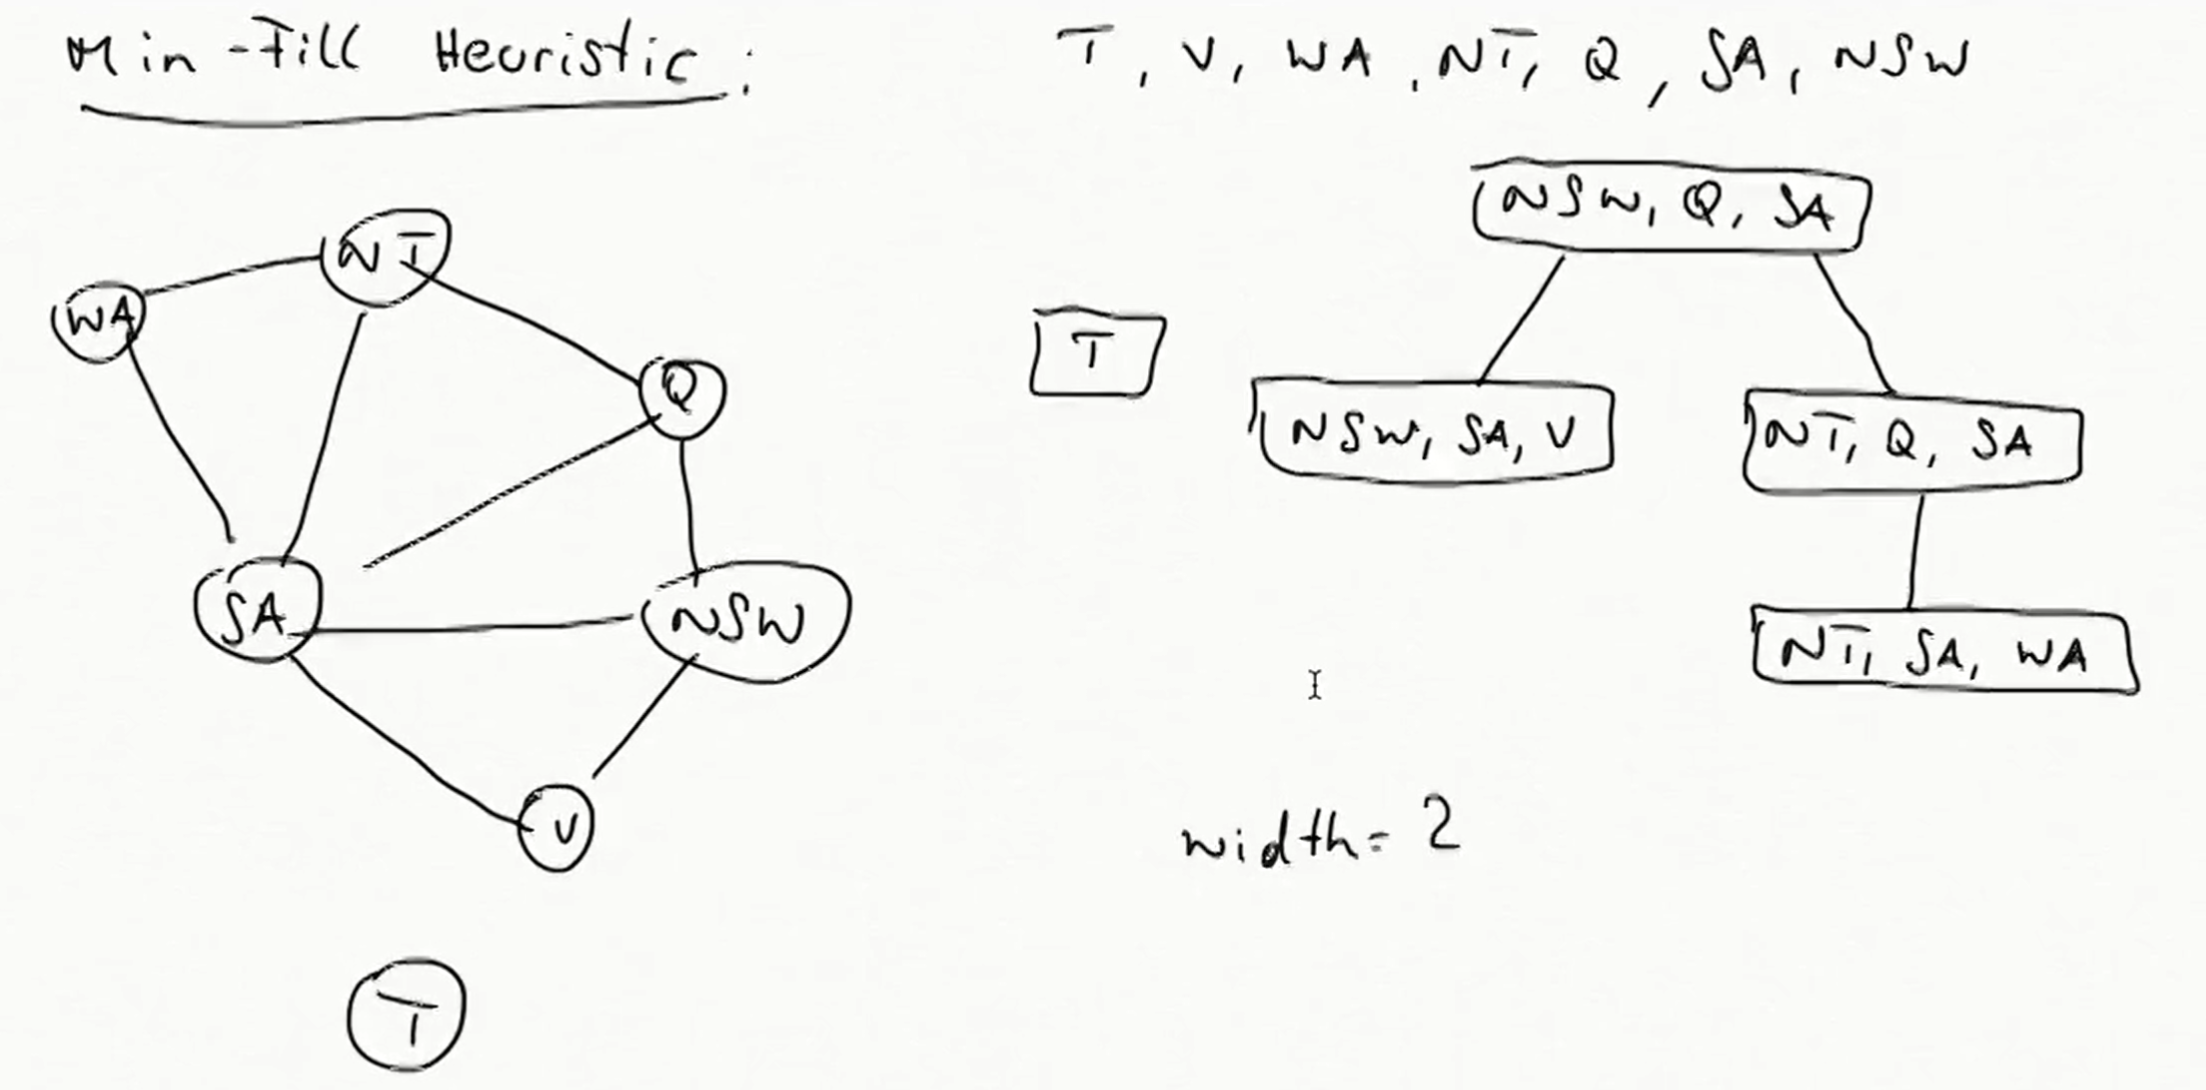 Min-Fill Heuristic:
T, V, WA, NT, Q, SA, NSW
NT
WA
Q
SA
NSW
V
T
NSW, Q, SA
T
NSW, SA, V
NT, Q, SA
NT, SA, WA
width = 2